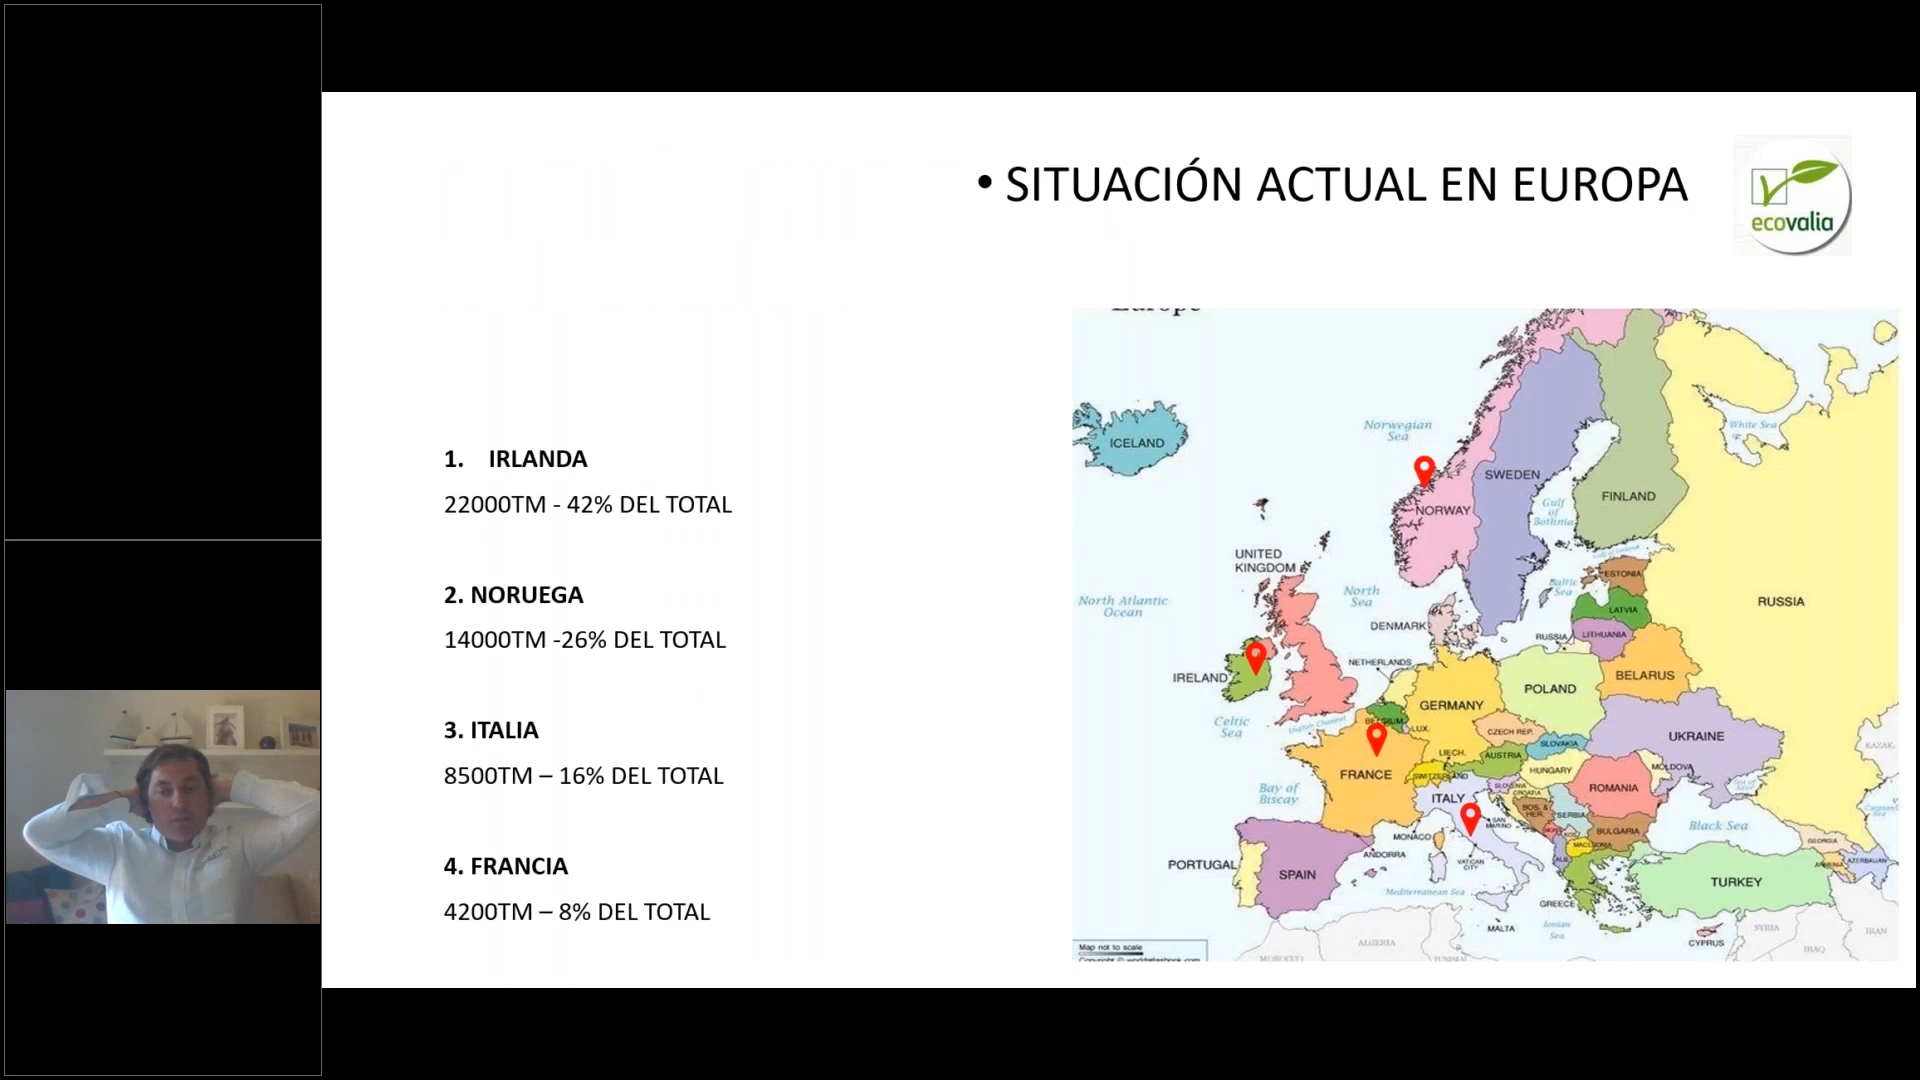 • SITUACIÓN ACTUAL EN EUROPA
ecovalia
1. IRLANDA
22000TM - 42% DEL TOTAL
2. NORUEGA
14000TM -26% DEL TOTAL
3. ITALIA
8500TM – 16% DEL TOTAL
4. FRANCIA
4200TM – 8% DEL TOTAL
Europe
ICELAND
Norwegian
Sea
White Sea
SWEDEN
FINLAND
NORWAY
Gulf
of
Bothnia
UNITED
KINGDOM
North Atlantic
Ocean
North
Sea
Baltic
Sea
ESTONIA
LATVIA
RUSSIA
DENMARK
RUSSIA
LITHUANIA
IRELAND
NETHERLANDS
BELARUS
POLAND
GERMANY
Celtic
Sea
English Channel
BELGIUM
LUX.
CZECH REP.
SLOVAKIA
UKRAINE
KAZAK.
LIECH.
AUSTRIA
FRANCE
SWITZERLAND
HUNGARY
MOLDOVA
SLOVENIA
CROATIA
ROMANIA
Bay of
Biscay
ITALY
BOS. &
HER.
SERBIA
SAN
MARINO
MONACO
BULGARIA
Black Sea
GEORGIA
ANDORRA
MACEDONIA
ALB.
VATICAN
CITY
ARMENIA
AZERBAIJAN
PORTUGAL
SPAIN
Mediterranean Sea
TURKEY
GREECE
Ionian
Sea
MALTA
CYPRUS
SYRIA
IRAQ
IRAN
ALGERIA
MOROCCO
Map not to scale